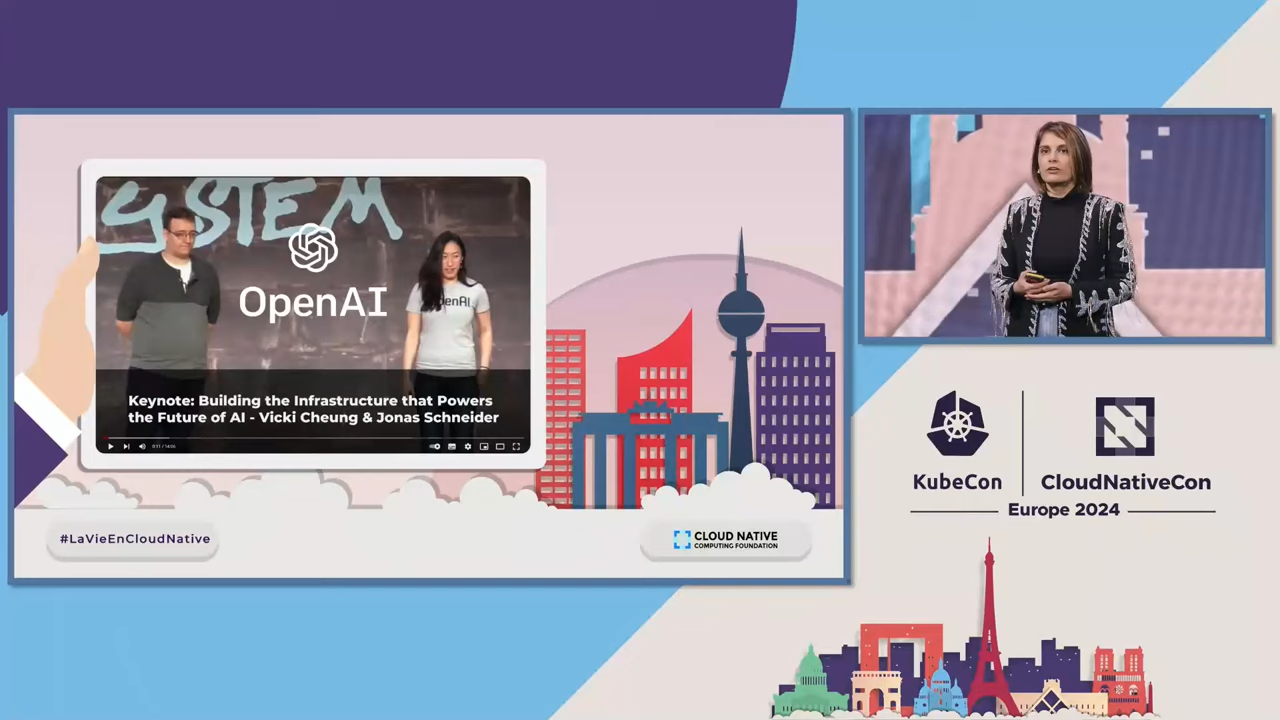 SYSTEM
OpenAI
OpenAI
Keynote: Building the Infrastructure that Powers
the Future of AI - Vicki Cheung & Jonas Schneider
#LaVieEnCloudNative
CLOUD NATIVE
COMPUTING FOUNDATION
KubeCon
CloudNativeCon
Europe 2024